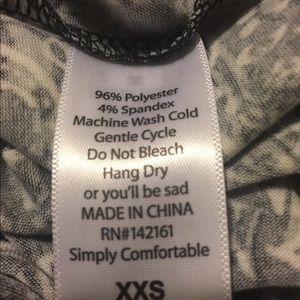 96% Polyester
4% Spandex
Machine Wash Cold
Gentle Cycle
Do Not Bleach
Hang Dry
or you'll be sad
MADE IN CHINA
RN#142161
Simply Comfortable
XXS